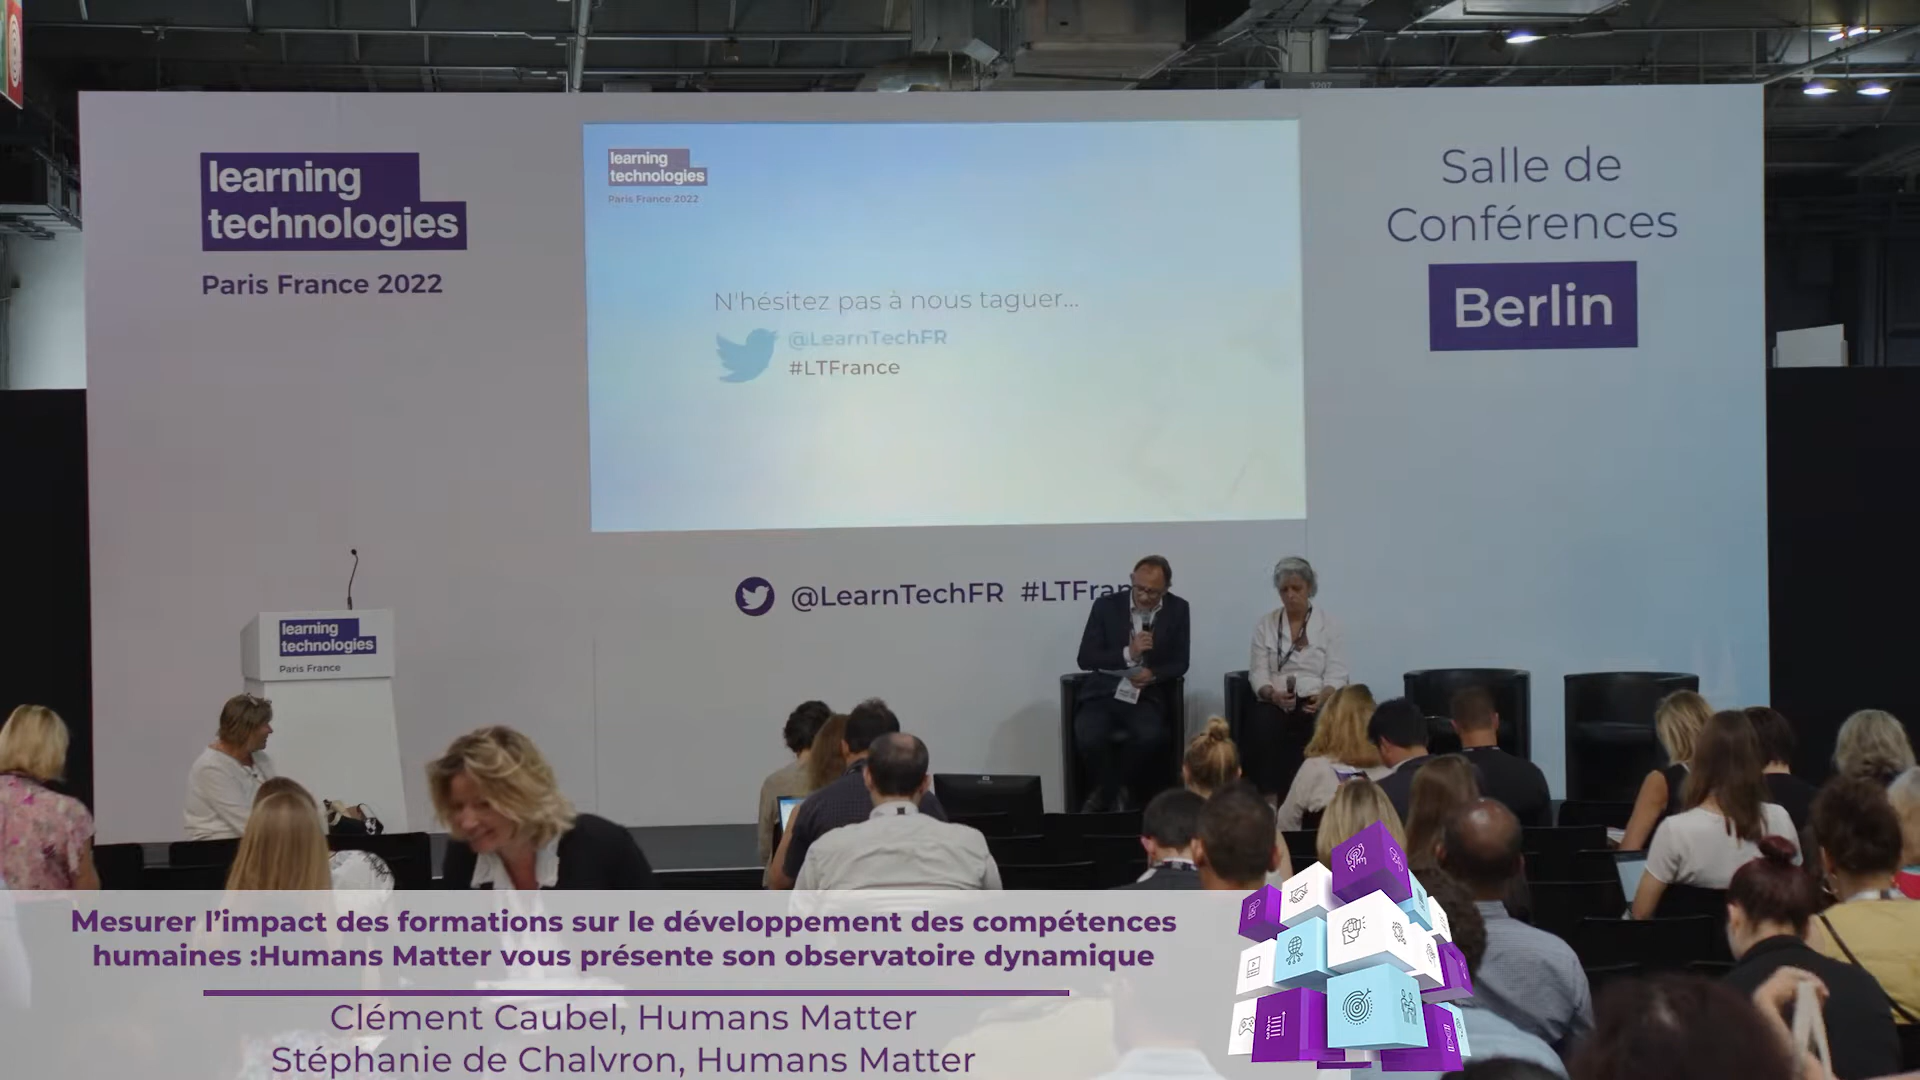 learning
technologies
Paris France 2022
learning
technologies
Paris France 2022
N'hésitez pas à nous taguer...
@LearnTechFR
#LTFrance
Salle de
Conférences
Berlin
@LearnTechFR #LTFran
learning
technologies
Paris France
Mesurer l’impact des formations sur le développement des compétences
humaines :Humans Matter vous présente son observatoire dynamique
Clément Caubel, Humans Matter
Stéphanie de Chalvron, Humans Matter